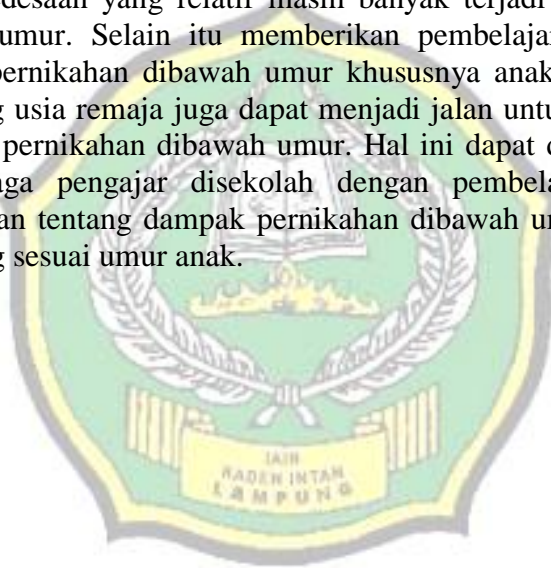 desaan yang relatif masih banyak terjadi
umur. Selain itu memberikan pembelajar
pernikahan dibawah umur khususnya anak
g usia remaja juga dapat menjadi jalan untu
pernikahan dibawah umur. Hal ini dapat d
aga pengajar disekolah dengan pembela
an tentang dampak pernikahan dibawah un
g sesuai umur anak.
IAIN
RADEN INTAN
LAMPUNG